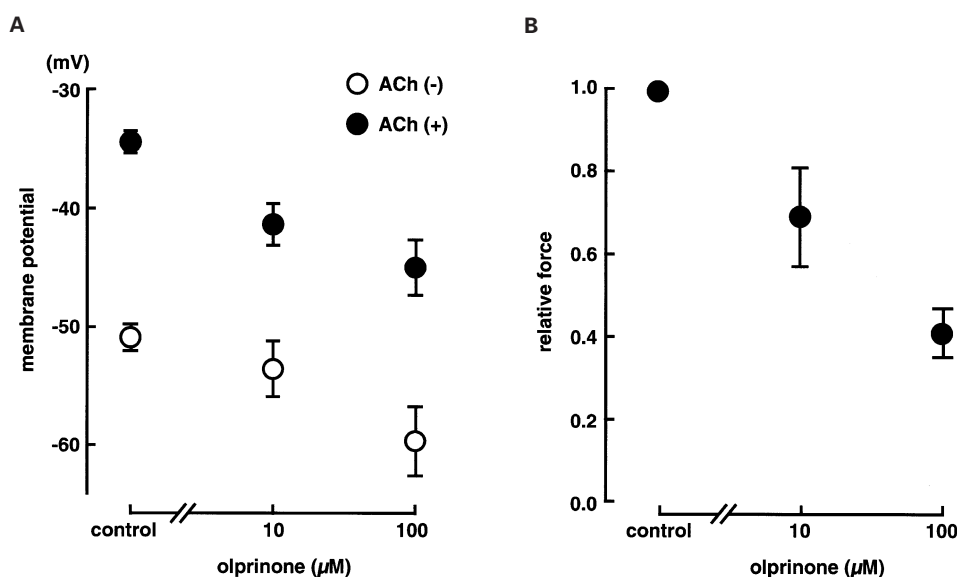 A
(mV)
-30
-40
-50
-60
membrane potential
ACh (-)
ACh (+)
control
10
100
olprinone (μM)
B
1.0
0.8
0.6
0.4
0.2
0.0
relative force
control
10
100
olprinone (μM)